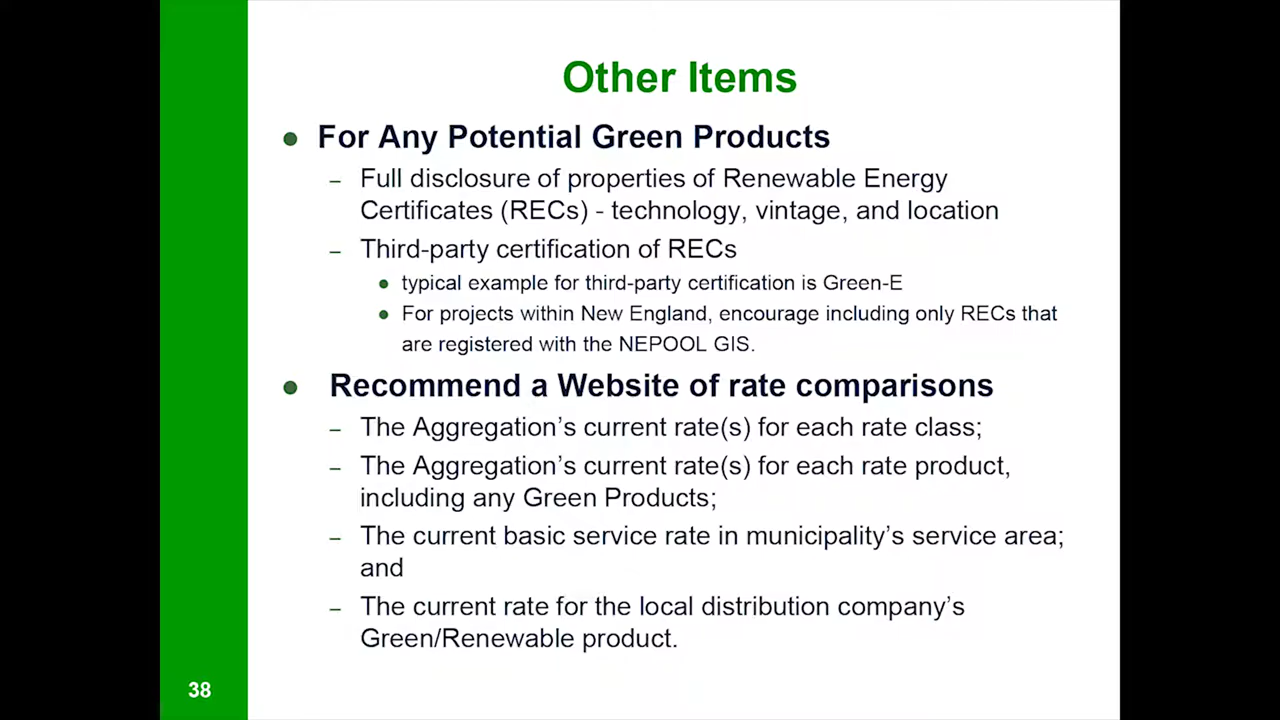 Other Items
● For Any Potential Green Products
– Full disclosure of properties of Renewable Energy
Certificates (RECs) - technology, vintage, and location
– Third-party certification of RECs
● typical example for third-party certification is Green-E
● For projects within New England, encourage including only RECs that
are registered with the NEPOOL GIS.
● Recommend a Website of rate comparisons
– The Aggregation's current rate(s) for each rate class;
– The Aggregation's current rate(s) for each rate product,
including any Green Products;
– The current basic service rate in municipality's service area;
and
– The current rate for the local distribution company's
Green/Renewable product.
38